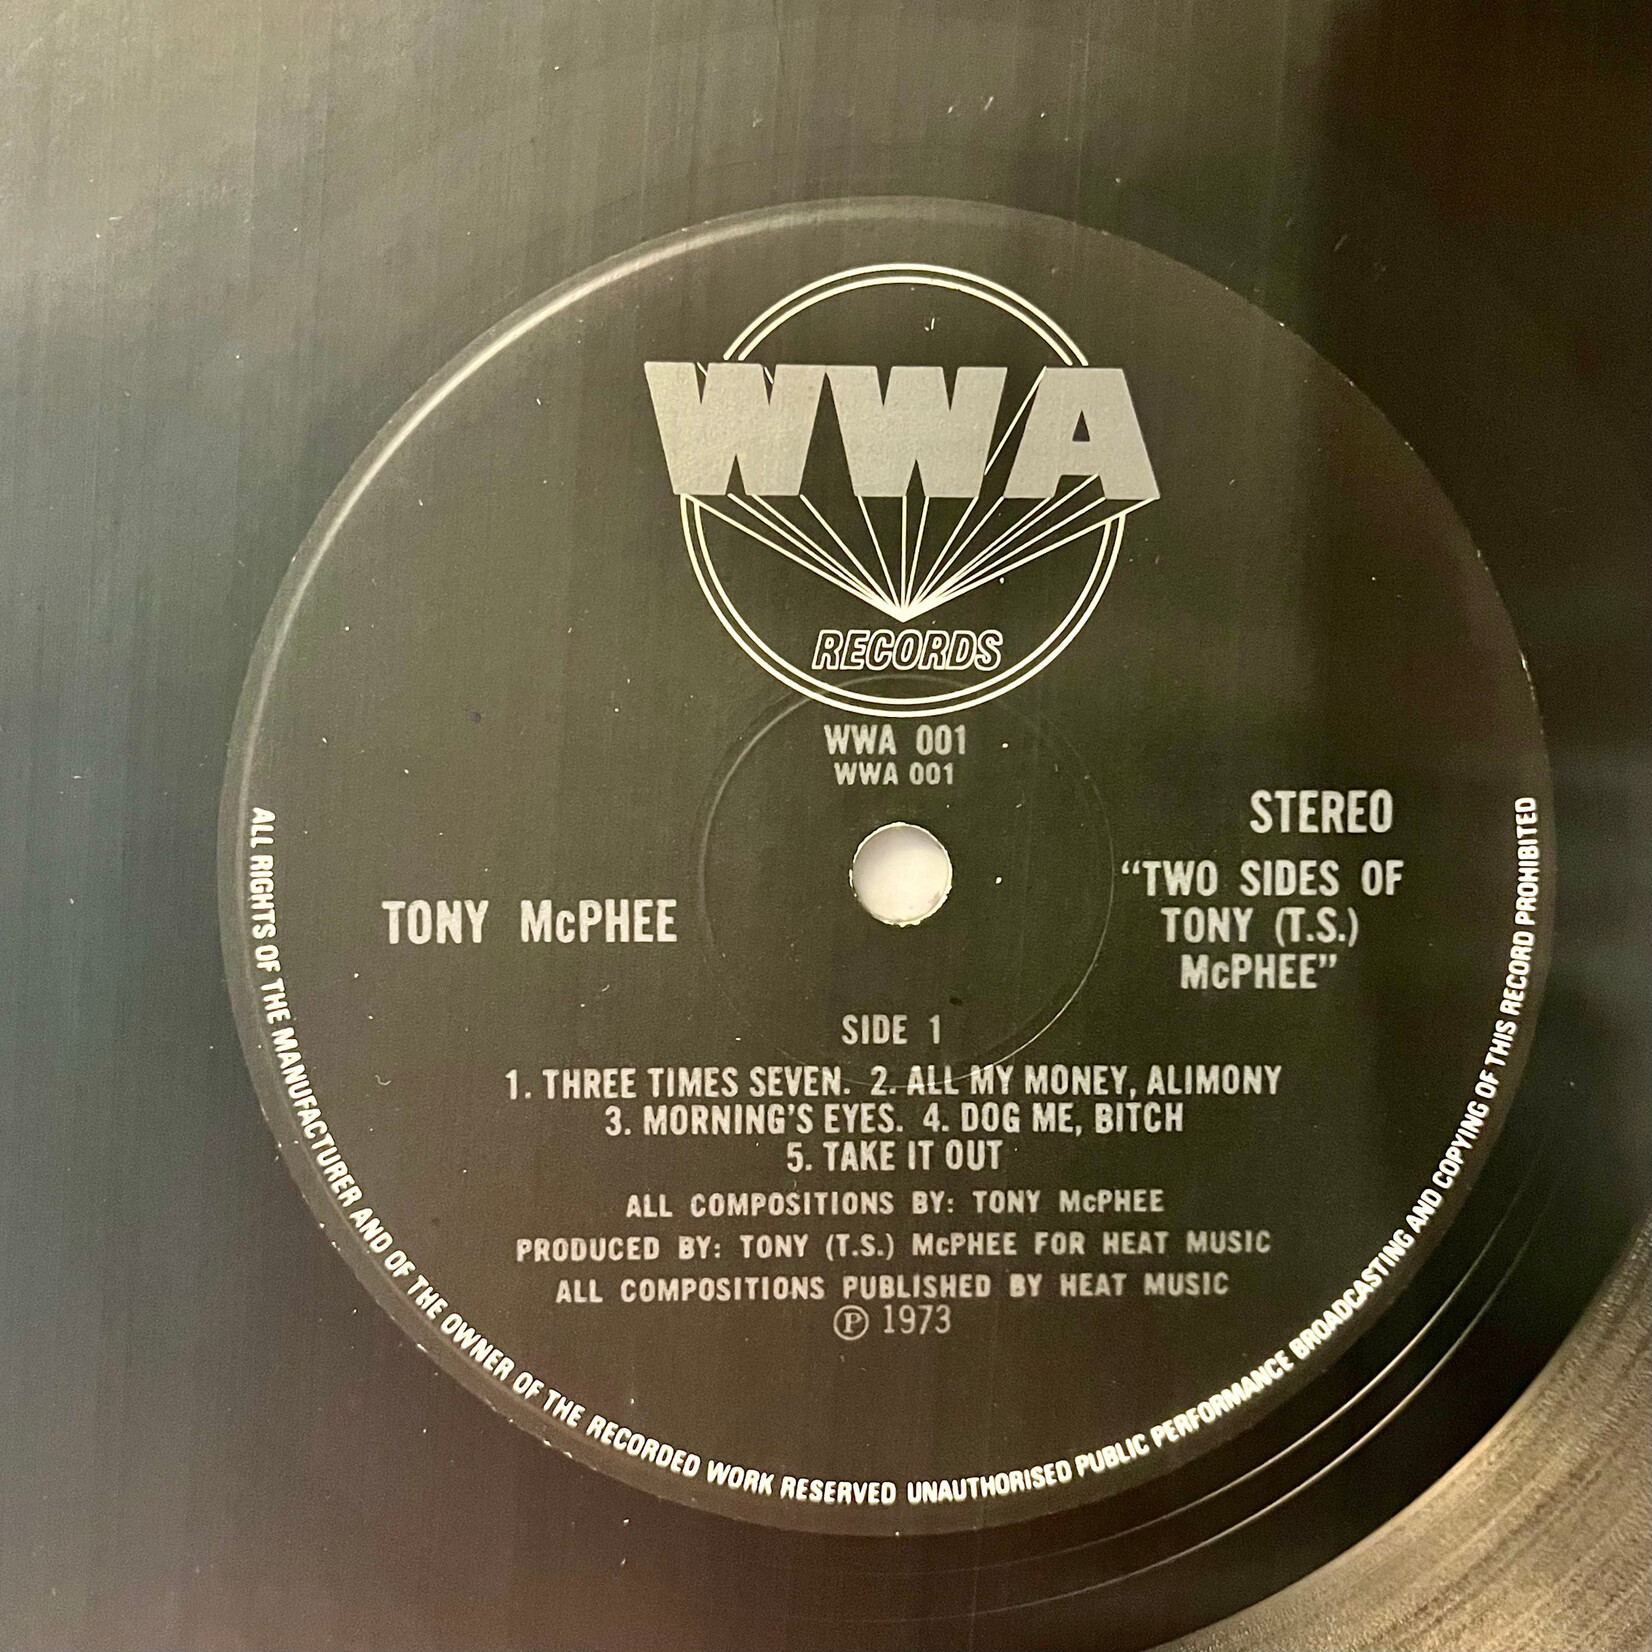 WWA
RECORDS
WWA 001
WWA 001
STEREO
TONY McPHEE
“TWO SIDES OF
TONY (T.S.)
McPHEE”
SIDE 1
1. THREE TIMES SEVEN. 2. ALL MY MONEY, ALIMONY
3. MORNING'S EYES. 4. DOG ME, BITCH
5. TAKE IT OUT
ALL COMPOSITIONS BY: TONY McPHEE
PRODUCED BY: TONY (T.S.) McPHEE FOR HEAT MUSIC
ALL COMPOSITIONS PUBLISHED BY HEAT MUSIC
℗ 1973
ALL RIGHTS OF THE MANUFACTURER AND OF THE OWNER OF THE RECORDED WORK RESERVED UNAUTHORISED PUBLIC PERFORMANCE BROADCASTING AND COPYING OF THIS RECORD PROHIBITED